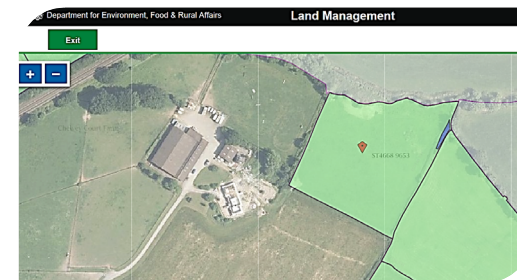 Department for Environment, Food & Rural Affairs
Land Management
Exit
+
−